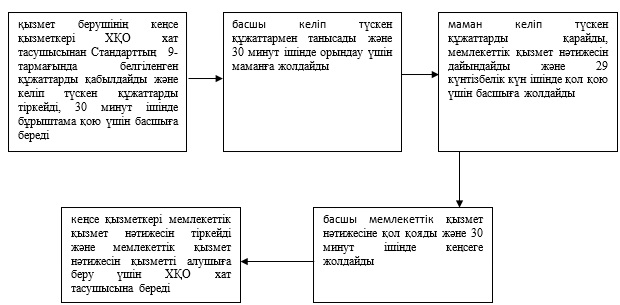 қызмет берушінің кеңсе
қызметкері ХҚО хат
тасушысынан Стандарттың 9-
тармағында белгіленген
құжаттарды қабылдайды және
келіп түскен құжаттарды
тіркейді, 30 минут ішінде
бұрыштама қою үшін басшыға
береді
басшы келіп түскен
құжаттармен танысады және
30 минут ішінде орындау үшін
маманға жолдайды
маман келіп түскен
құжаттарды қарайды,
мемлекеттік қызмет нәтижесін
дайындайды және 29
күнтізбелік күн ішінде қол қою
үшін басшыға жолдайды
басшы мемлекеттік қызмет
нәтижесіне қол қояды және 30
минут ішінде кеңсеге
жолдайды
кеңсе қызметкері мемлекеттік
қызмет нәтижесін тіркейді
және мемлекеттік қызмет
нәтижесін қызметті алушыға
беру үшін ХҚО хат
тасушысына береді